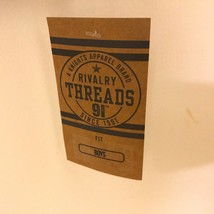 A KNIGHTS APPAREL BRAND
RIVALRY
THREADS
91
SINCE 1991
FIT
BOYS